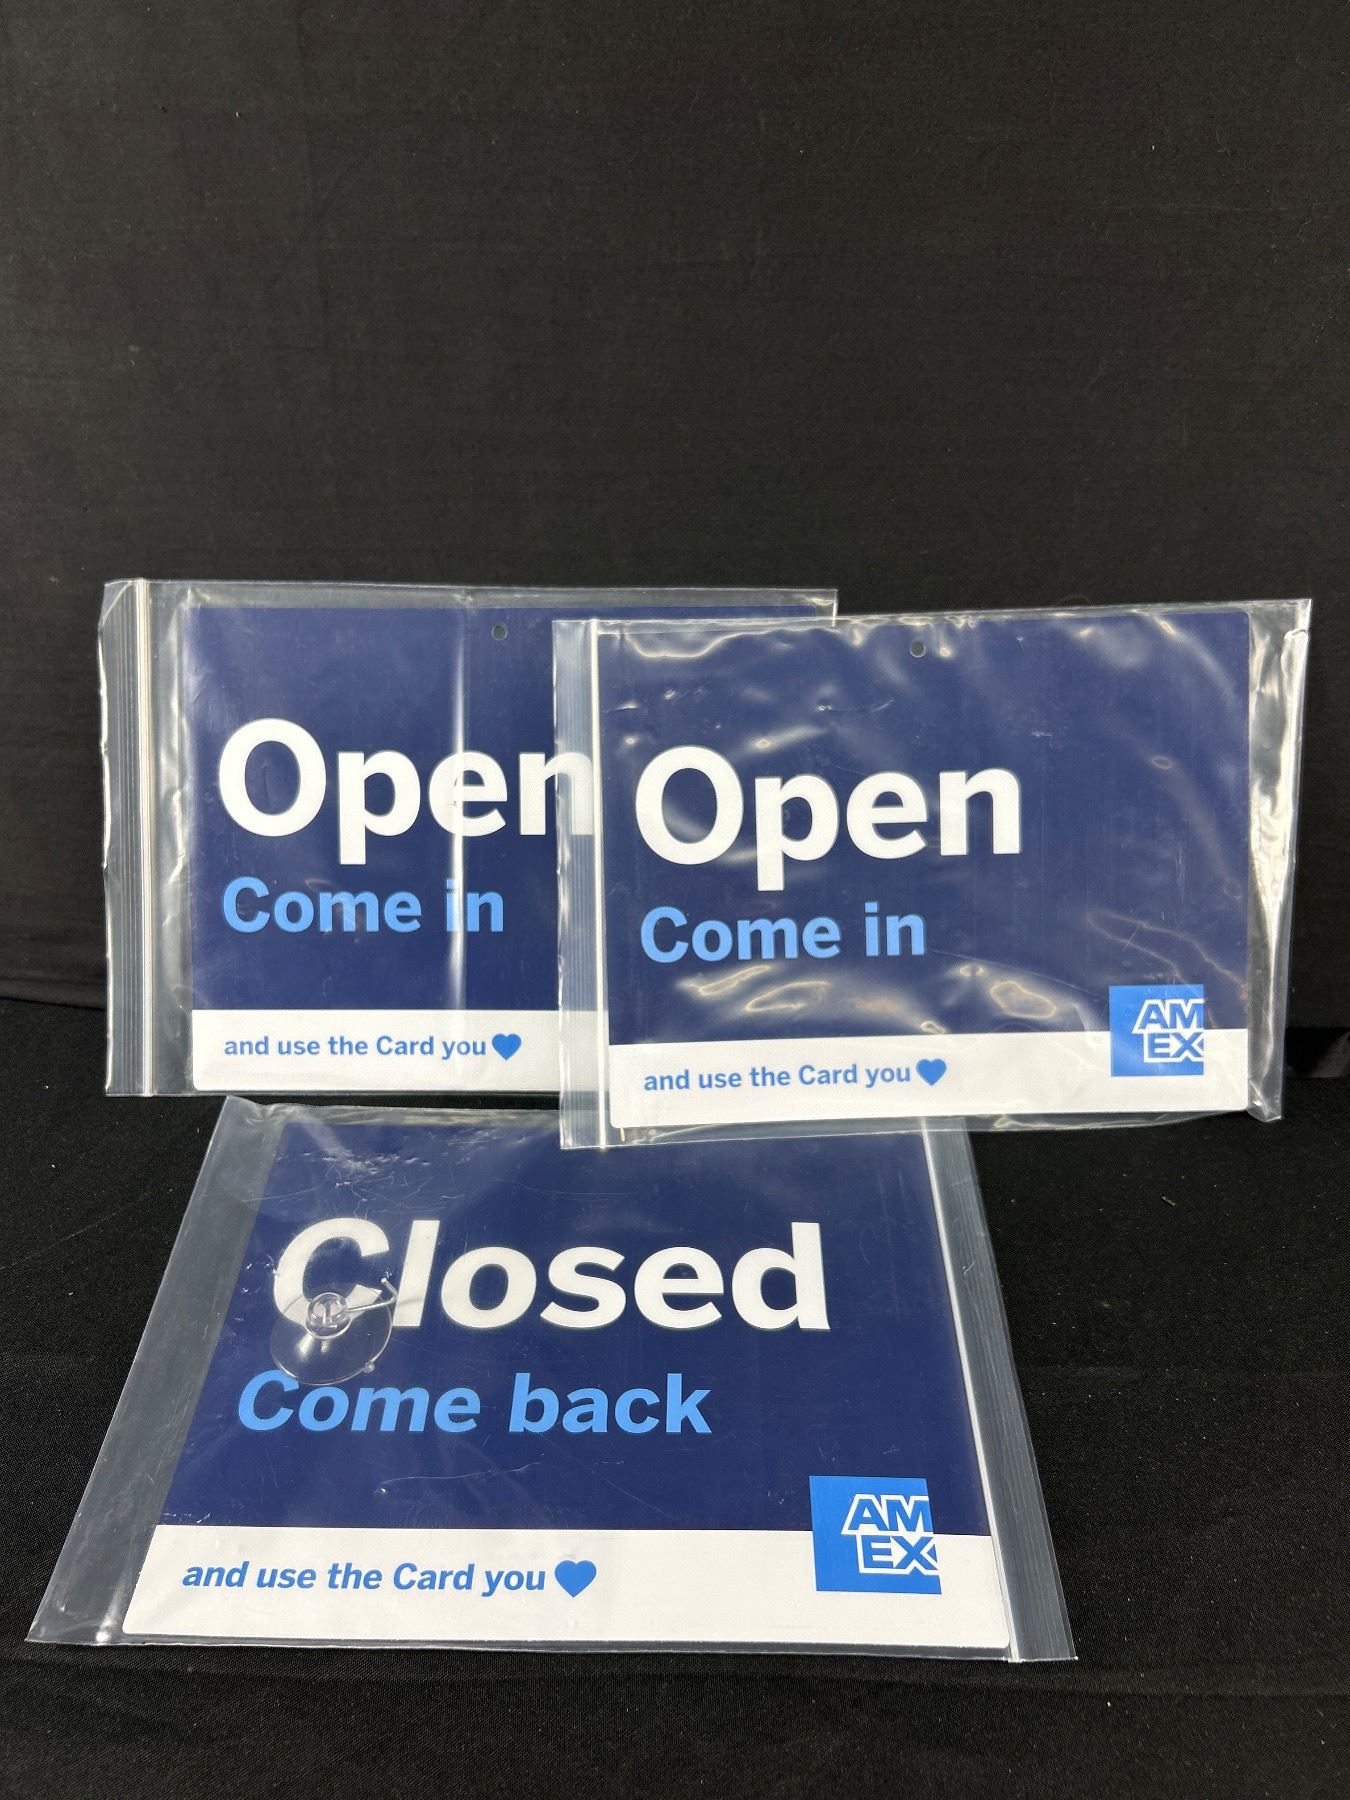 Open
Come in
and use the Card you
Open
Come in
and use the Card you
AM
EX
Closed
Come back
and use the Card you
AM
EX